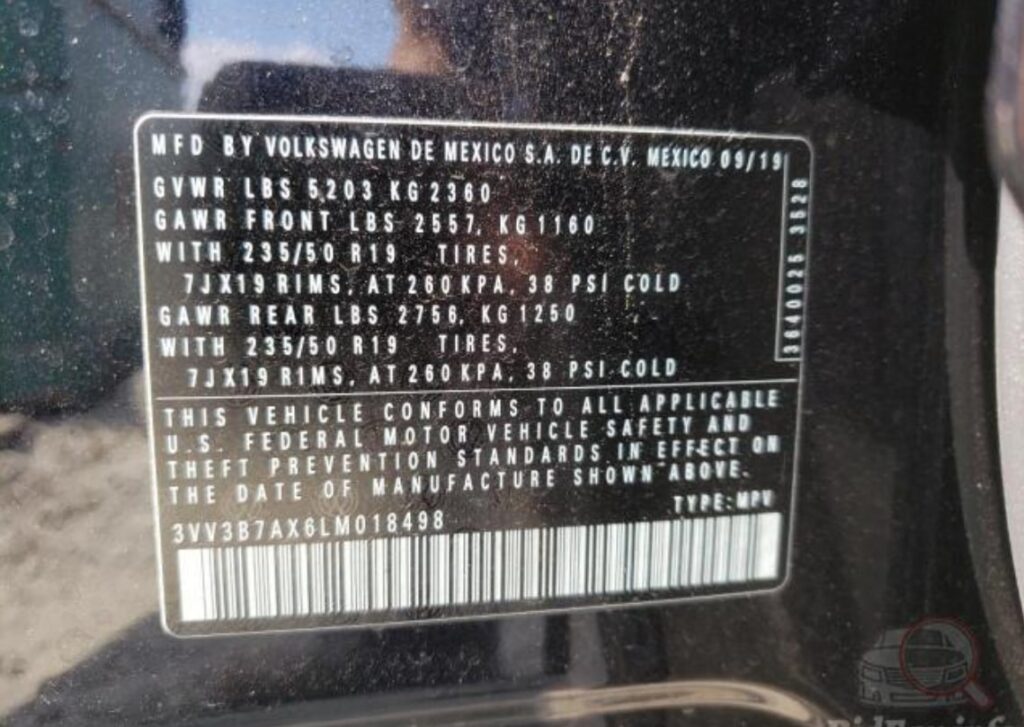 MFD BY VOLKSWAGEN DE MEXICO S.A. DE C.V. MEXICO 09/19
GVWR LBS 5203 KG 2360
GAWR FRONT LBS 2557, KG 1160
WITH 235/50 R19 TIRES,
7JX19 RIMS, AT 260 KPA, 38 PSI COLD
GAWR REAR LBS 2756, KG 1250
WITH 235/50 R19 TIRES,
7JX19 RIMS, AT 260 KPA, 38 PSI COLD
3640025 3528
THIS VEHICLE CONFORMS TO ALL APPLICABLE
U.S. FEDERAL MOTOR VEHICLE SAFETY AND
THEFT PREVENTION STANDARDS IN EFFECT ON
THE DATE OF MANUFACTURE SHOWN ABOVE.
TYPE: MPV
3VV3B7AX6LM018498